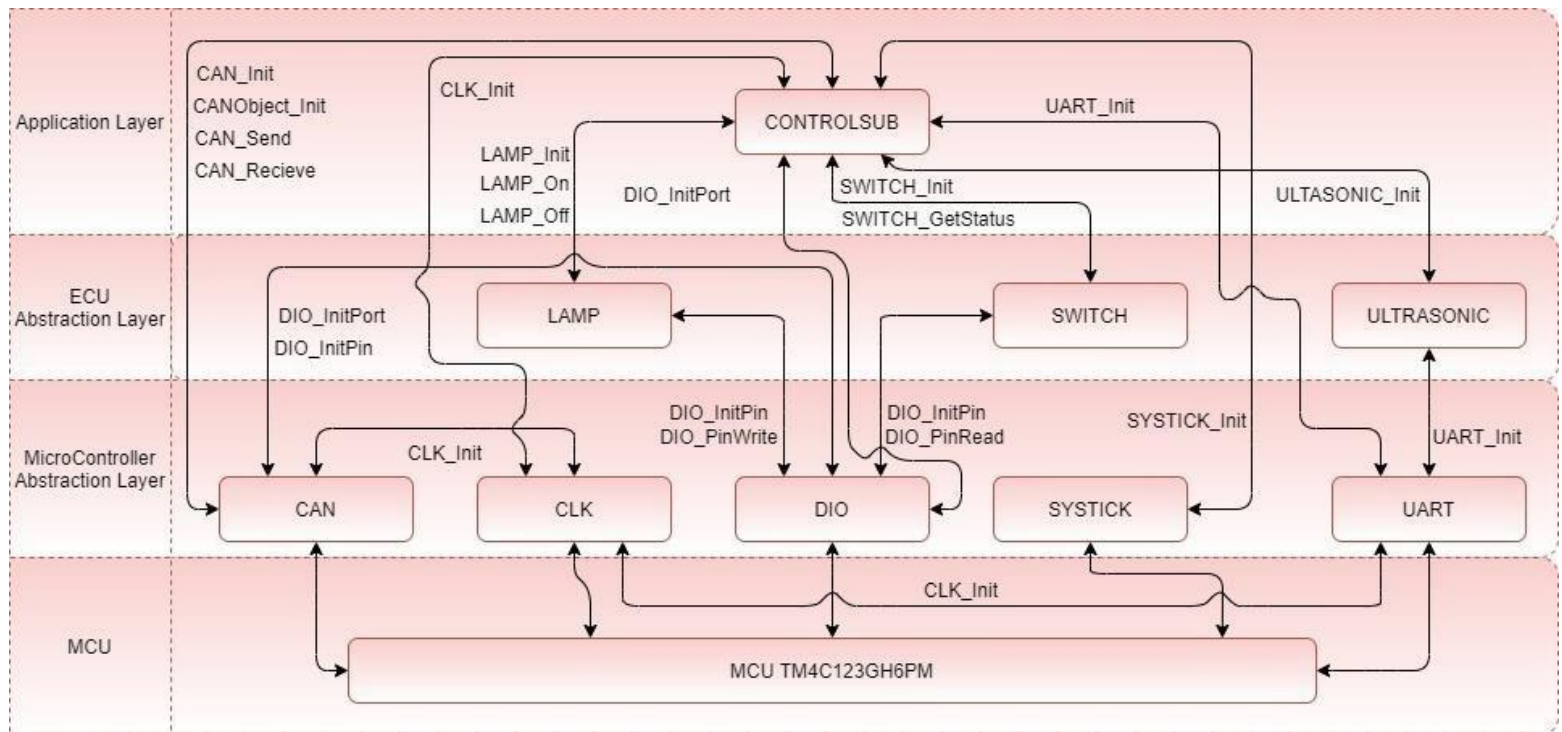 Application Layer
CAN_Init
CANObject_Init
CAN_Send
CAN_Recieve
CLK_Init
CONTROLSUB
UART_Init
LAMP_Init
LAMP_On
LAMP_Off
DIO_InitPort
SWITCH_Init
SWITCH_GetStatus
ULTASONIC_Init
ECU
Abstraction Layer
DIO_InitPort
DIO_InitPin
LAMP
SWITCH
ULTRASONIC
MicroController
Abstraction Layer
CLK_Init
DIO_InitPin
DIO_PinWrite
DIO_InitPin
DIO_PinRead
SYSTICK_Init
UART_Init
CAN
CLK
DIO
SYSTICK
UART
MCU
CLK_Init
MCU TM4C123GH6PM